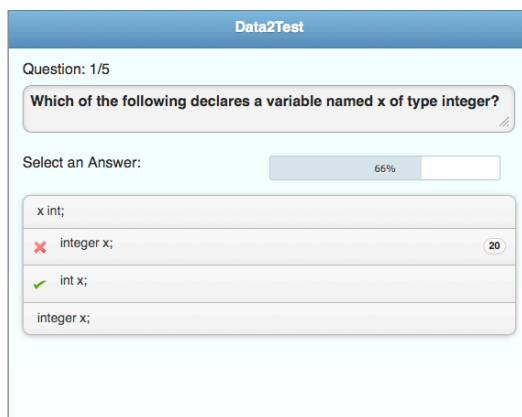 Data2Test
Question: 1/5
Which of the following declares a variable named x of type integer?
Select an Answer:
66%
x int;
integer x;
20
int x;
integer x;